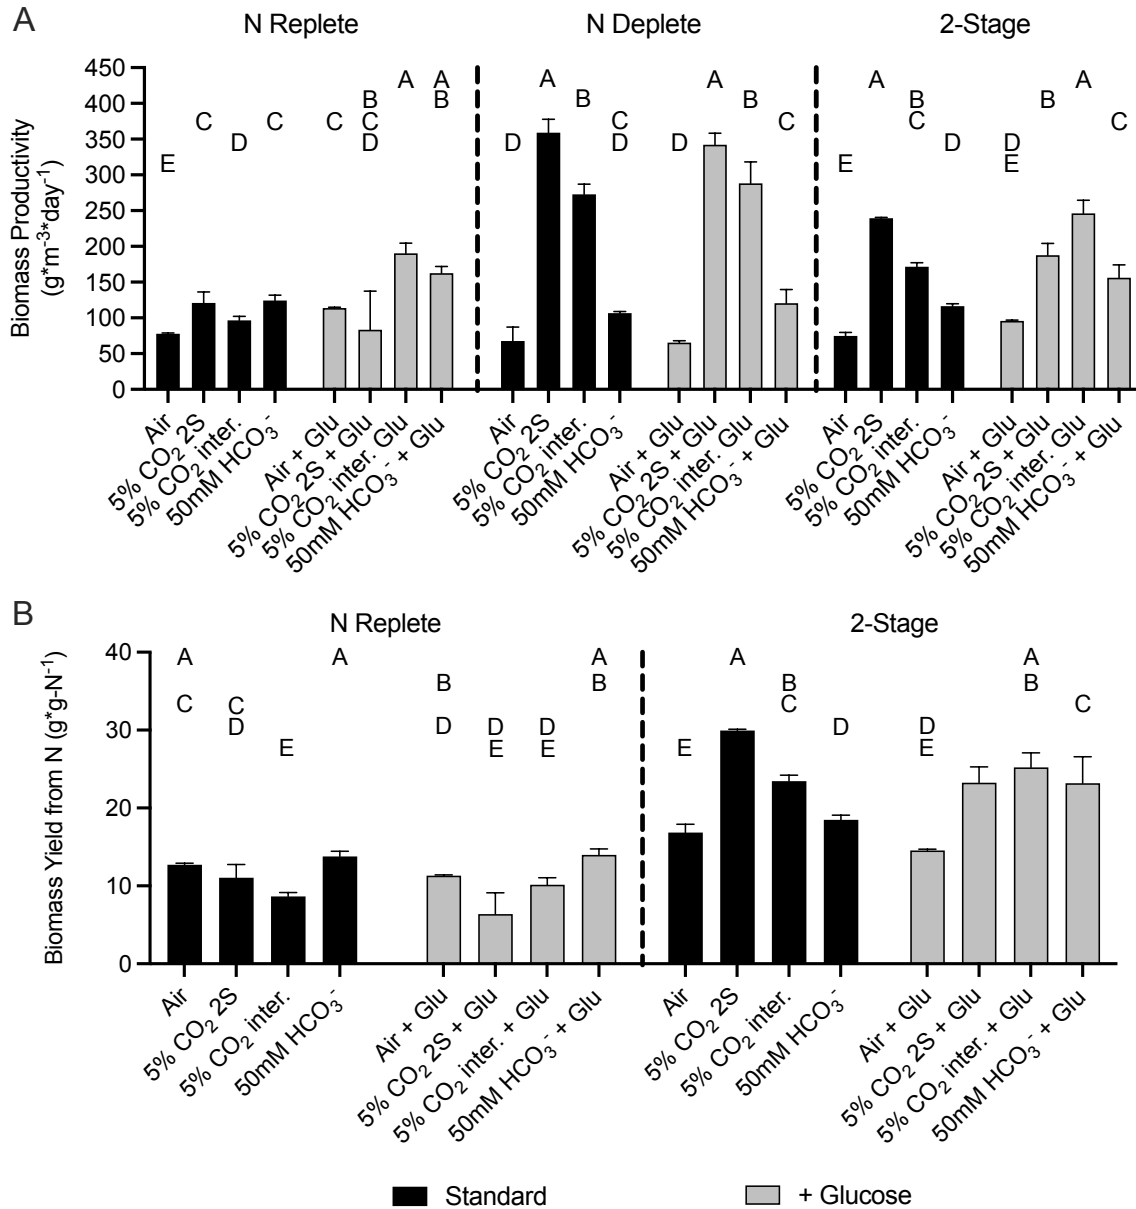 A
N Replete
N Deplete
2-Stage
Biomass Productivity
(g*m-3*day-1)
450
400
350
300
250
200
150
100
50
0
E
C
D
C
C
B
C
D
A
A
B
D
A
B
C
D
D
A
B
C
E
A
B
C
D
D
E
B
A
C
Air
5% CO2 2S
5% CO2 inter.
50mM HCO3-
Air + Glu
5% CO2 2S + Glu
5% CO2 inter. Glu
50mM HCO3- + Glu
Air
5% CO2 2S
5% CO2 inter.
50mM HCO3-
Air + Glu
5% CO2 2S + Glu
5% CO2 inter. Glu
50mM HCO3- + Glu
Air
5% CO2 2S
5% CO2 inter.
50mM HCO3-
Air + Glu
5% CO2 2S + Glu
5% CO2 inter. Glu
50mM HCO3- + Glu
B
N Replete
2-Stage
Biomass Yield from N (g*g-N-1)
40
30
20
10
0
A
C
C
D
E
A
B
D
D
E
D
E
A
B
E
A
B
C
D
D
E
A
B
C
Air
5% CO2 2S
5% CO2 inter.
50mM HCO3-
Air + Glu
5% CO2 2S + Glu
5% CO2 inter. + Glu
50mM HCO3- + Glu
Air
5% CO2 2S
5% CO2 inter.
50mM HCO3-
Air + Glu
5% CO2 2S + Glu
5% CO2 inter. + Glu
50mM HCO3- + Glu
Standard
+ Glucose